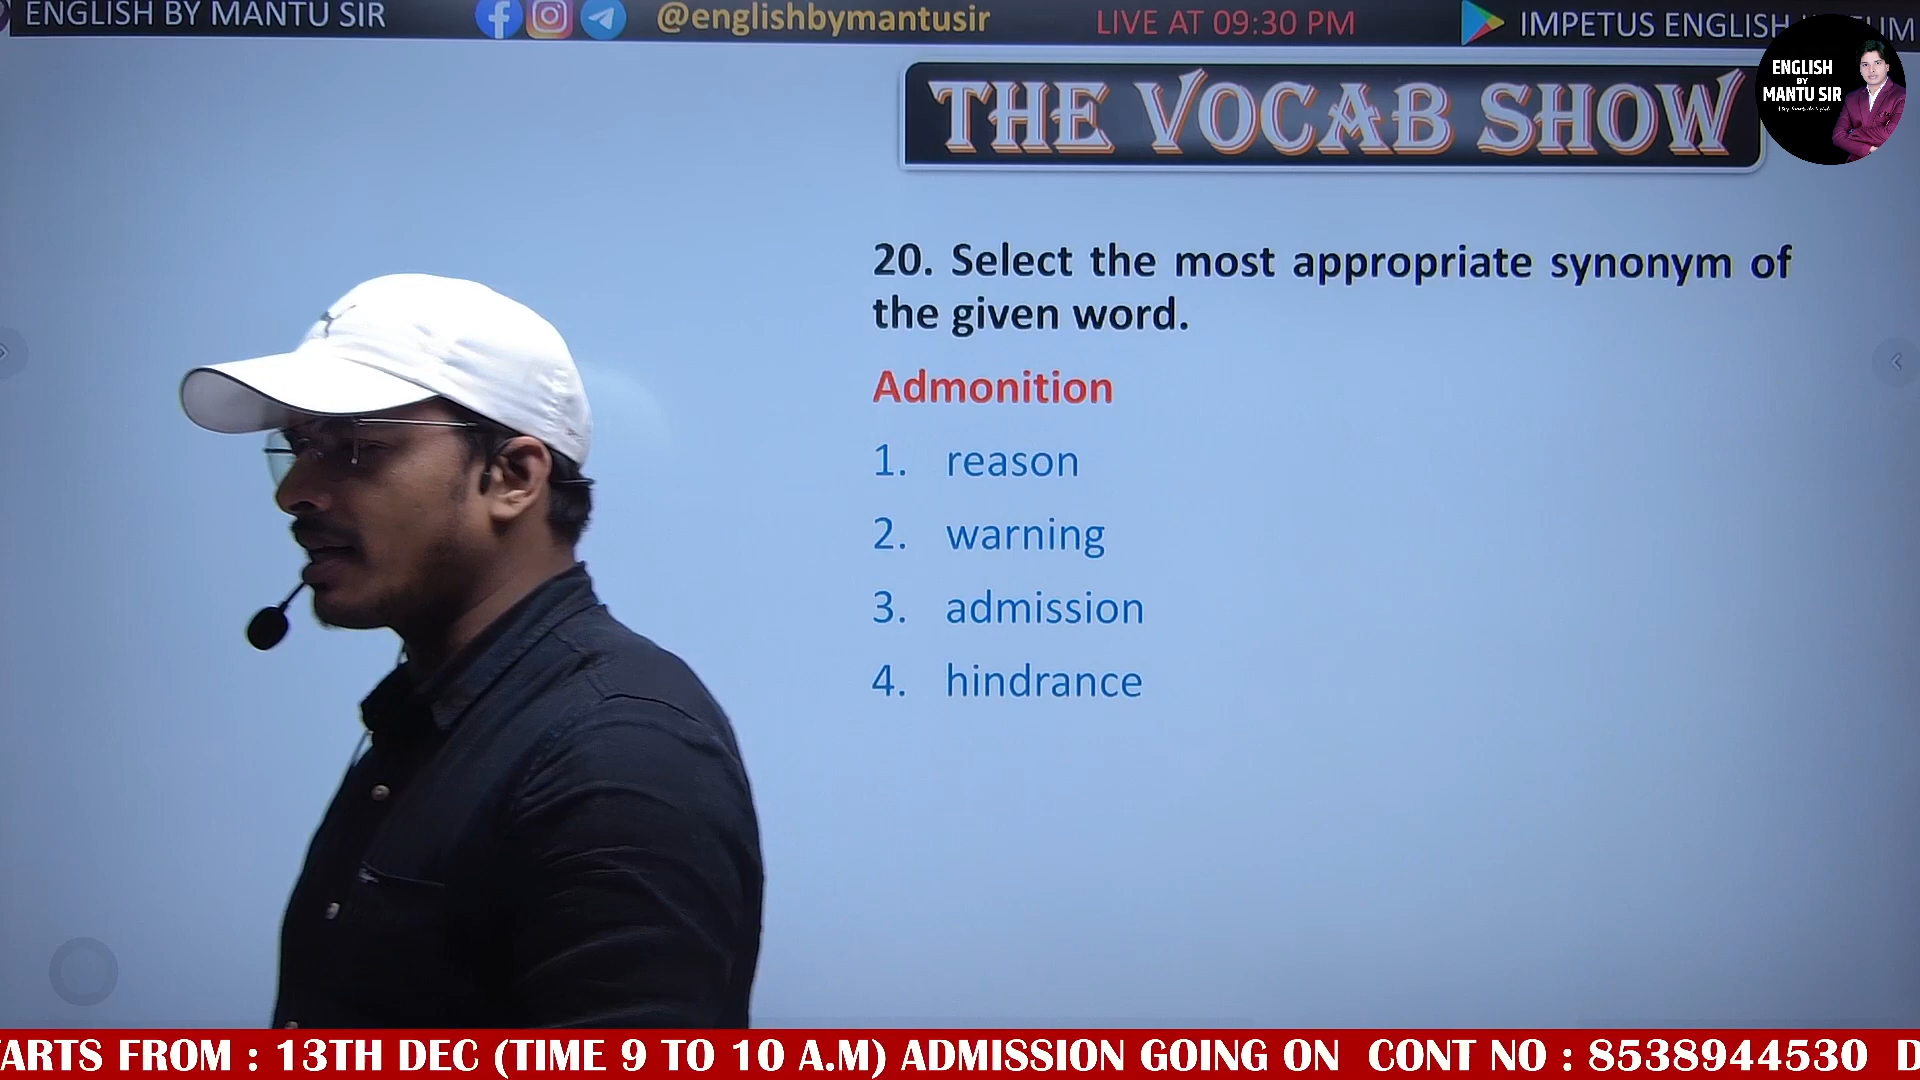 ENGLISH BY MANTU SIR
@englishbymantusir
LIVE AT 09:30 PM
IMPETUS ENGLISH
ENGLISH
BY
MANTU SIR
THE VOCAB SHOW
20. Select the most appropriate synonym of
the given word.
Admonition
1. reason
2. warning
3. admission
4. hindrance
FROM : 13TH DEC (TIME 9 TO 10 A.M) ADMISSION GOING ON CONT NO : 8538944530